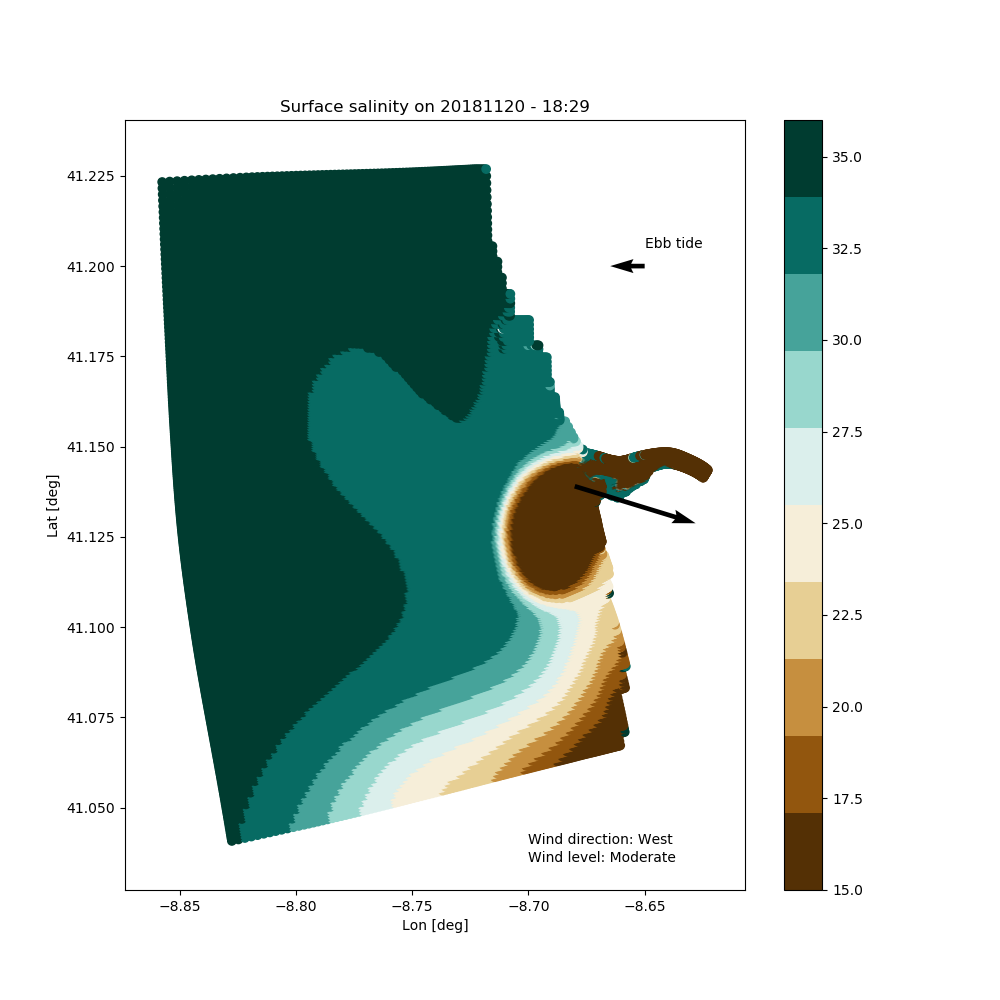 Surface salinity on 20181120 - 18:29
41.225
41.200
41.175
41.150
41.125
41.100
41.075
41.050
Lat [deg]
Ebb tide
Wind direction: West
Wind level: Moderate
−8.85 −8.80 −8.75 −8.70 −8.65
Lon [deg]
35.0
32.5
30.0
27.5
25.0
22.5
20.0
17.5
15.0